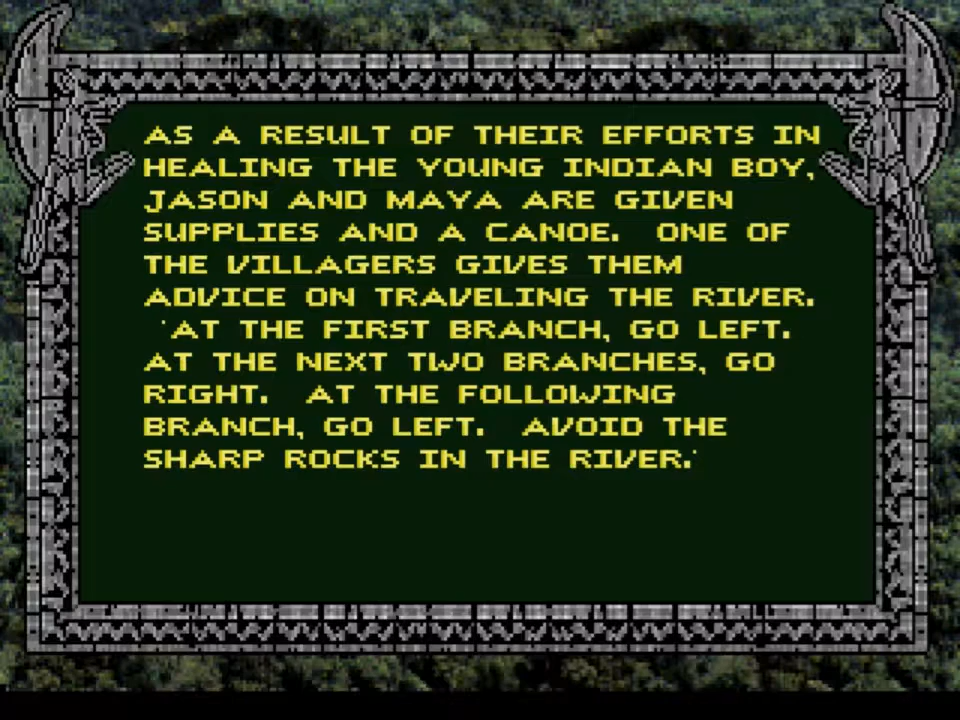 AS A RESULT OF THEIR EFFORTS IN
HEALING THE YOUNG INDIAN BOY,
JASON AND MAYA ARE GIVEN
SUPPLIES AND A CANOE.  ONE OF
THE VILLAGERS GIVES THEM
ADVICE ON TRAVELING THE RIVER.
'AT THE FIRST BRANCH, GO LEFT.
AT THE NEXT TWO BRANCHES, GO
RIGHT.  AT THE FOLLOWING
BRANCH, GO LEFT.  AVOID THE
SHARP ROCKS IN THE RIVER.'